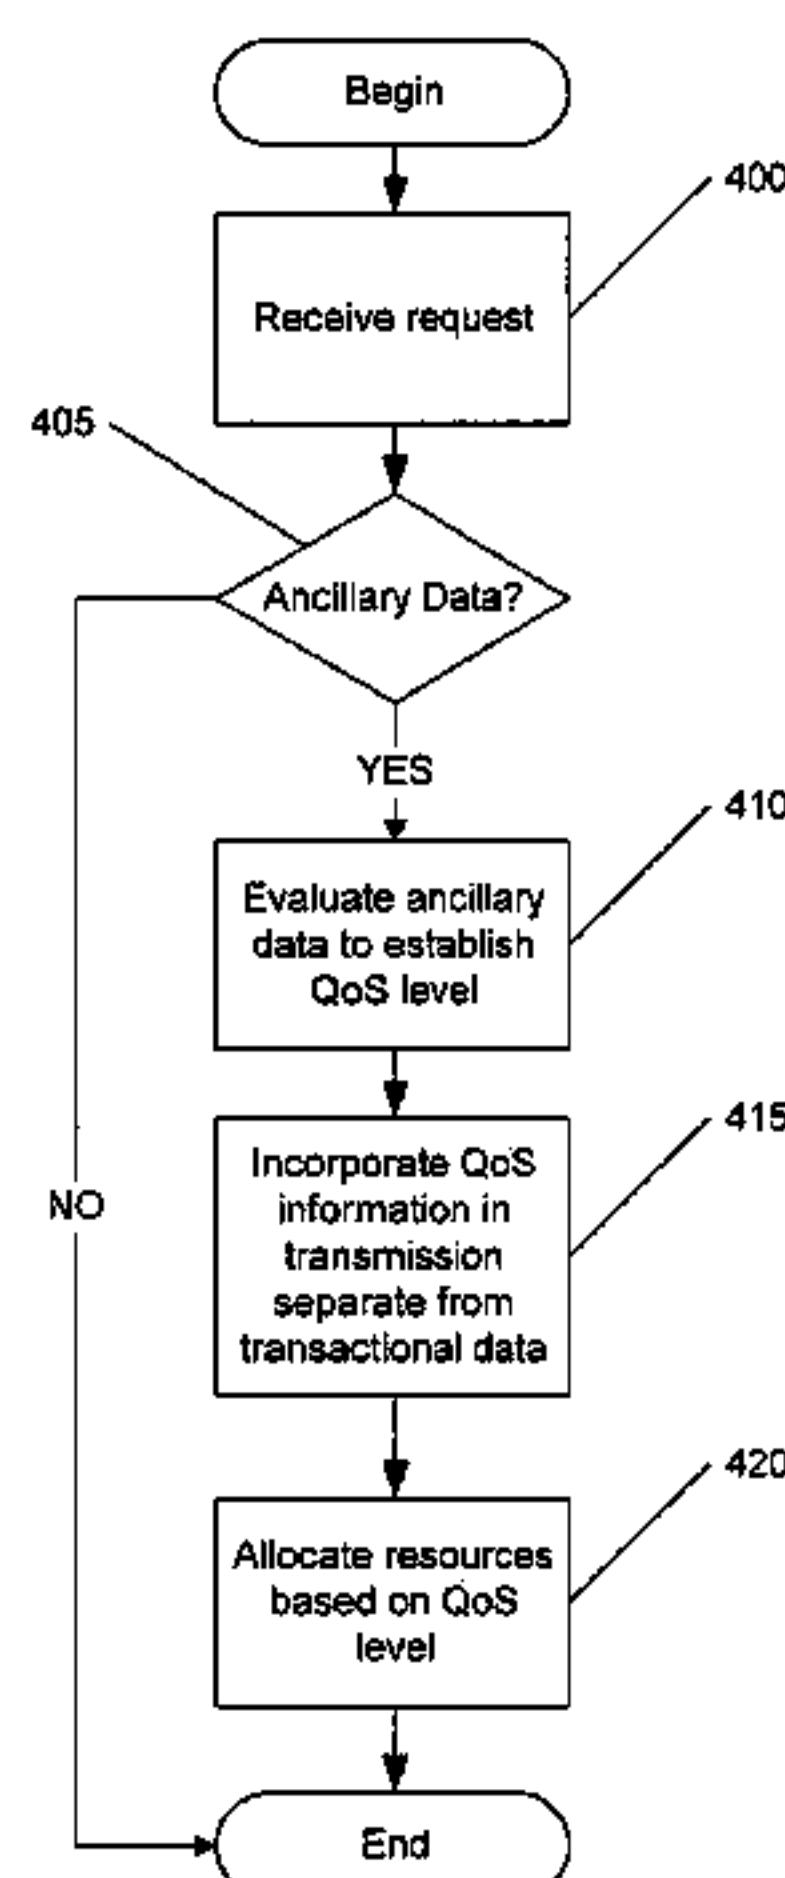 Begin
400
Receive request
405
Ancillary Data?
YES
410
Evaluate ancillary
data to establish
QoS level
415
Incorporate QoS
information in
transmission
separate from
transactional data
NO
420
Allocate resources
based on QoS
level
End